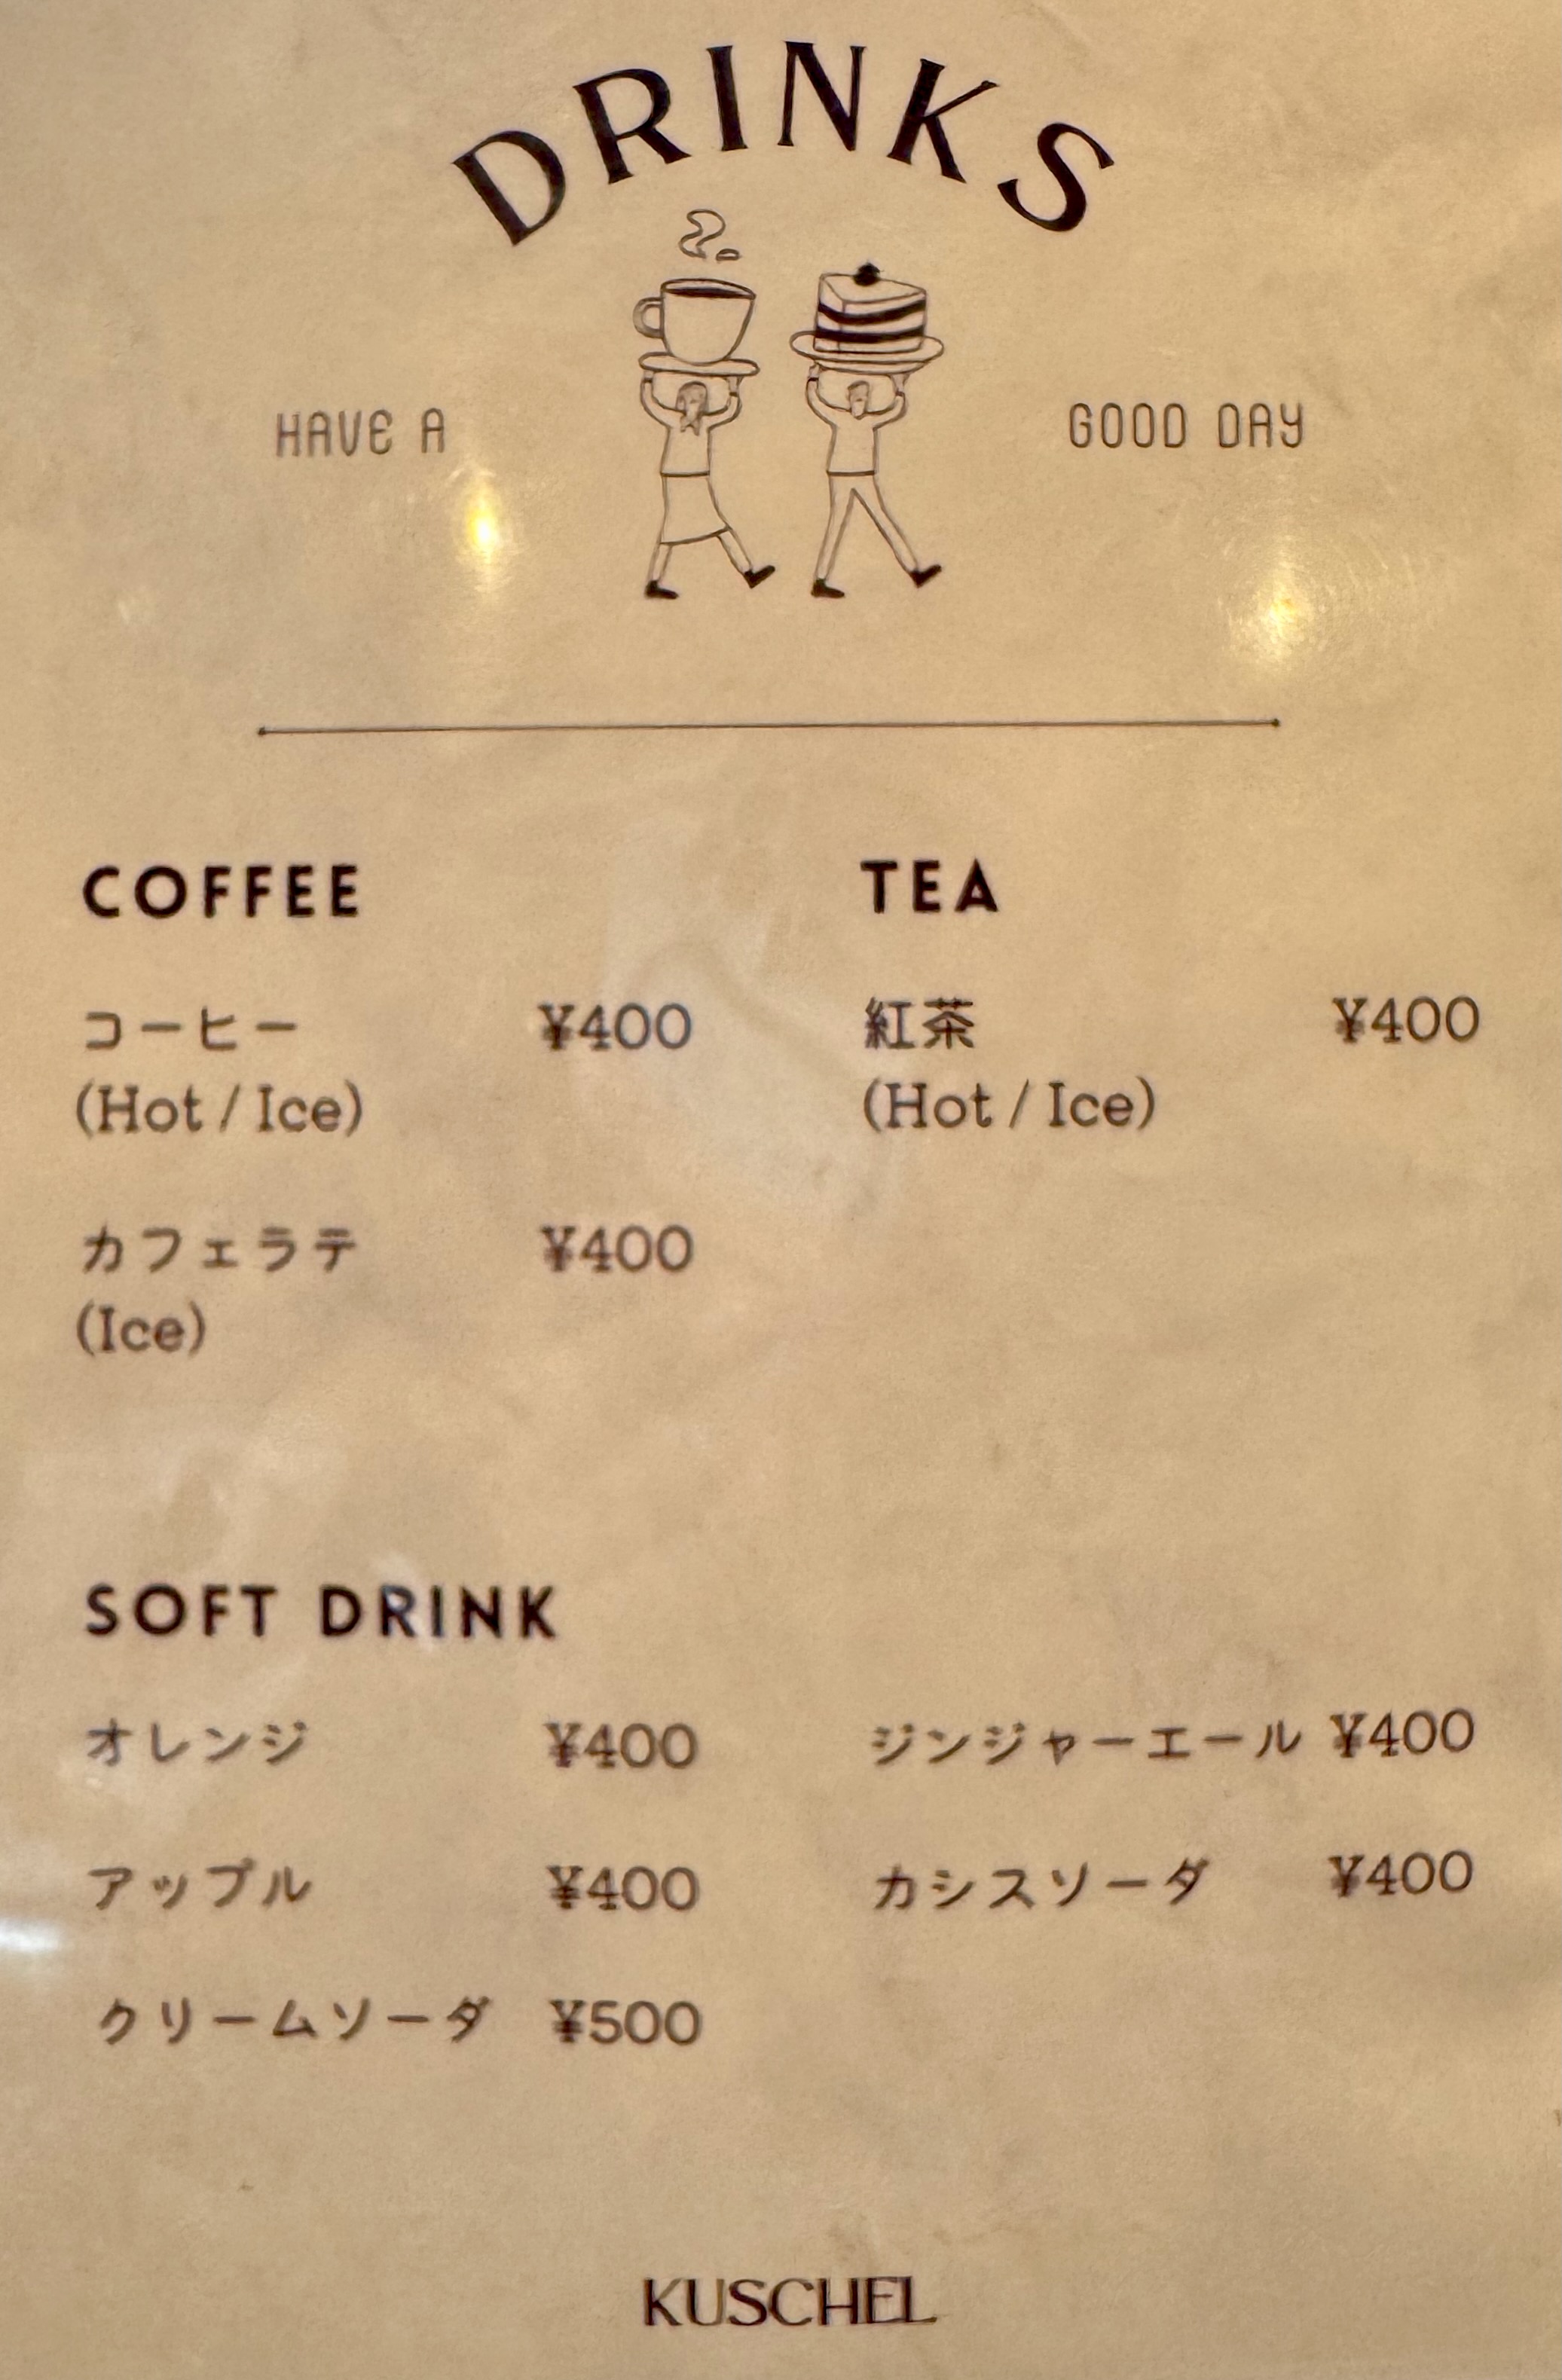 DRINKS
HAVE A GOOD DAY
COFFEE
コーヒー ¥400
(Hot / Ice)
カフェラテ ¥400
(Ice)
TEA
紅茶 ¥400
(Hot / Ice)
SOFT DRINK
オレンジ ¥400
アップル ¥400
クリームソーダ ¥500
ジンジャーエール ¥400
カシスソーダ ¥400
KUSCHEL